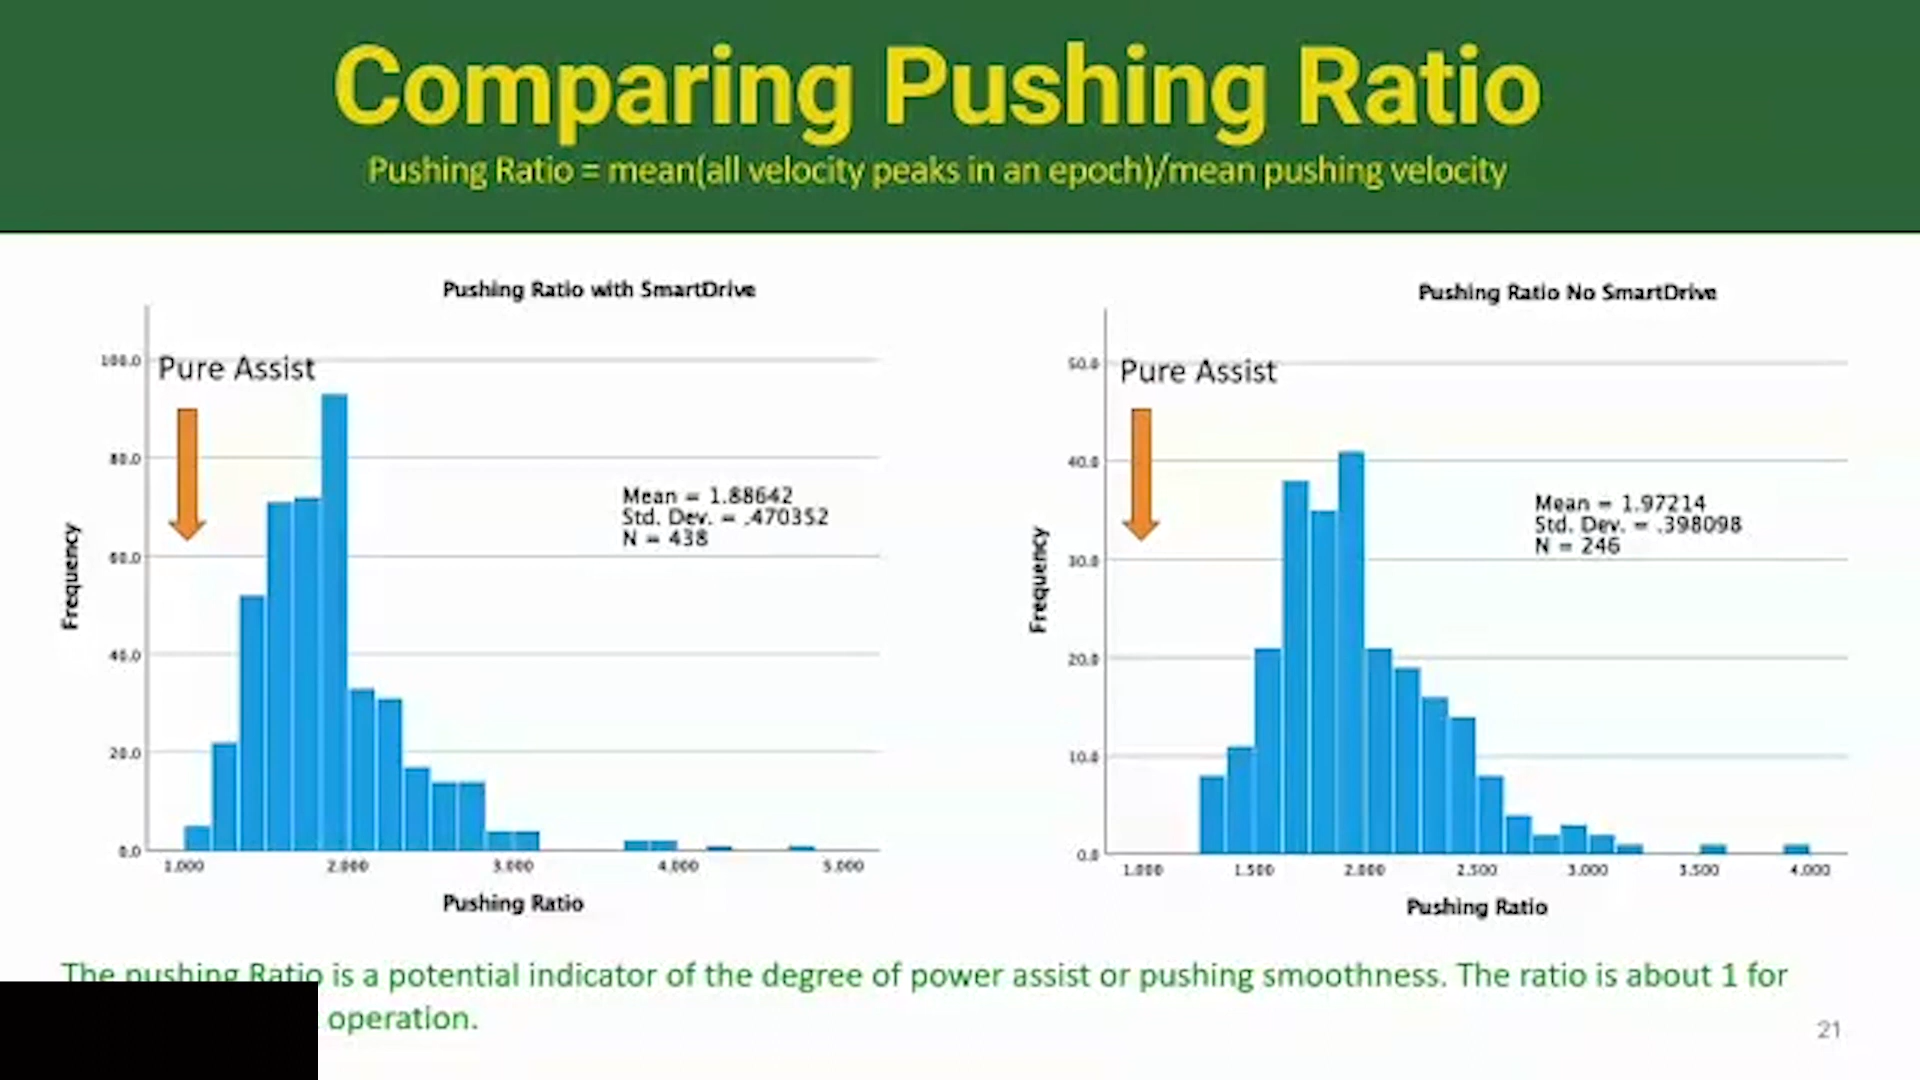 Comparing Pushing Ratio
Pushing Ratio = mean(all velocity peaks in an epoch)/mean pushing velocity
Pushing Ratio with SmartDrive
100.0
80.0
60.0
40.0
20.0
0.0
Frequency
Pure Assist
Mean = 1.88642
Std. Dev. = .470352
N = 438
1.000 2.000 3.000 4.000 5.000
Pushing Ratio
Pushing Ratio No SmartDrive
50.0
40.0
30.0
20.0
10.0
0.0
Frequency
Pure Assist
Mean = 1.97214
Std. Dev. = .398098
N = 246
1.000 1.500 2.000 2.500 3.000 3.500 4.000
Pushing Ratio
The pushing Ratio is a potential indicator of the degree of power assist or pushing smoothness. The ratio is about 1 for
operation.
21